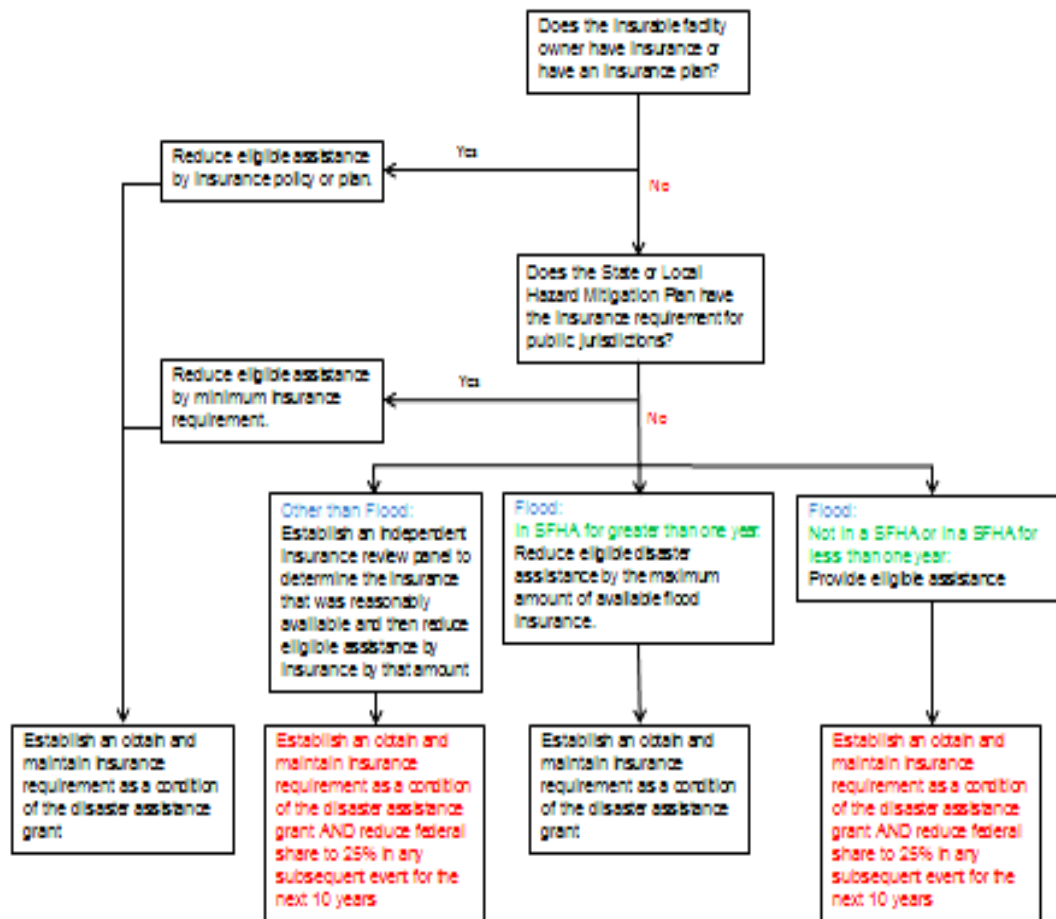 Does the Insurable facility
owner have Insurance or
have an Insurance plan?
Reduce eligible assistance
by Insurance policy or plan.
Yes
No
Does the State or Local
Hazard Mitigation Plan have
the Insurance requirement for
public jurisdictions?
Reduce eligible assistance
by minimum insurance
requirement.
Yes
No
Other than Flood:
Establish an Independent
Insurance review panel to
determine the Insurance
that was reasonably
available and then reduce
eligible assistance by
Insurance by that amount
Flood:
In SFHA for greater than one year:
Reduce eligible disaster
assistance by the maximum
amount of available flood
Insurance.
Flood:
Not in a SFHA or in a SFHA for
less than one year:
Provide eligible assistance
Establish an obtain and
maintain insurance
requirement as a condition
of the disaster assistance
grant
Establish an obtain and
maintain insurance
requirement as a condition
of the disaster assistance
grant AND reduce federal
share to 25% in any
subsequent evert for the
next 10 years
Establish an obtain and
maintain insurance
requirement as a condition
of the disaster assistance
grant
Establish an obtain and
maintain insurance
requirement as a condition
of the disaster assistance
grant AND reduce federal
share to 25% in any
subsequent evert for the
next 10 years